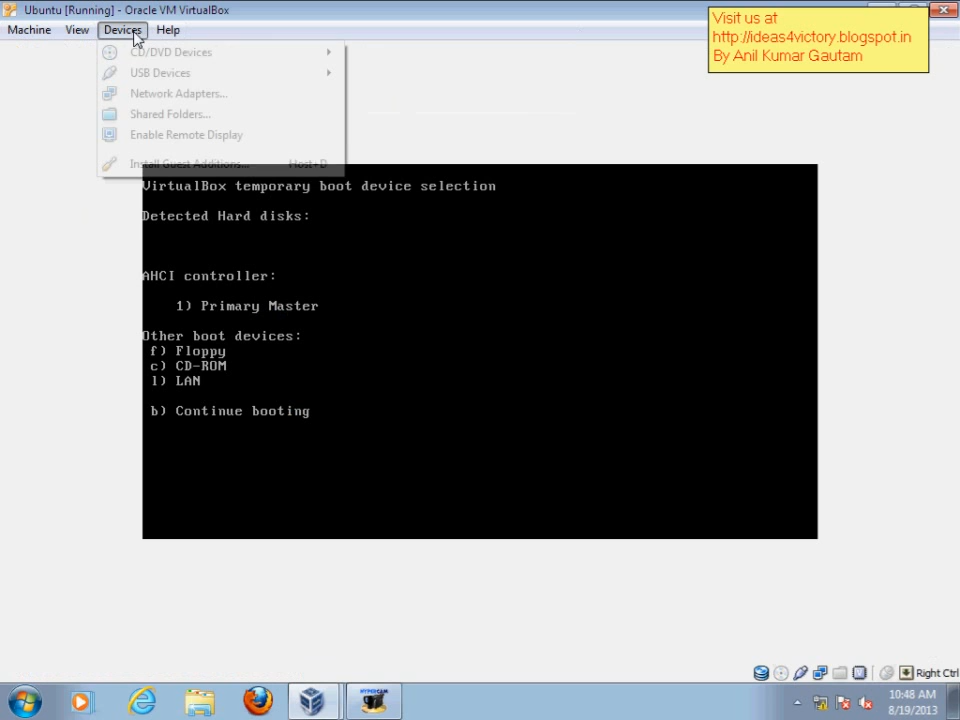 Ubuntu [Running] - Oracle VM VirtualBox
Machine View Devices Help
Visit us at
http://ideas4victory.blogspot.in
By Anil Kumar Gautam
CD/DVD Devices
USB Devices
Network Adapters...
Shared Folders...
Enable Remote Display
Install Guest Additions... Host+D
VirtualBox temporary boot device selection
Detected Hard disks:
AHCI controller:
1) Primary Master
Other boot devices:
f) Floppy
c) CD-ROM
l) LAN
b) Continue booting
Right Ctrl
HYPERCAM
10:48 AM
8/19/2013